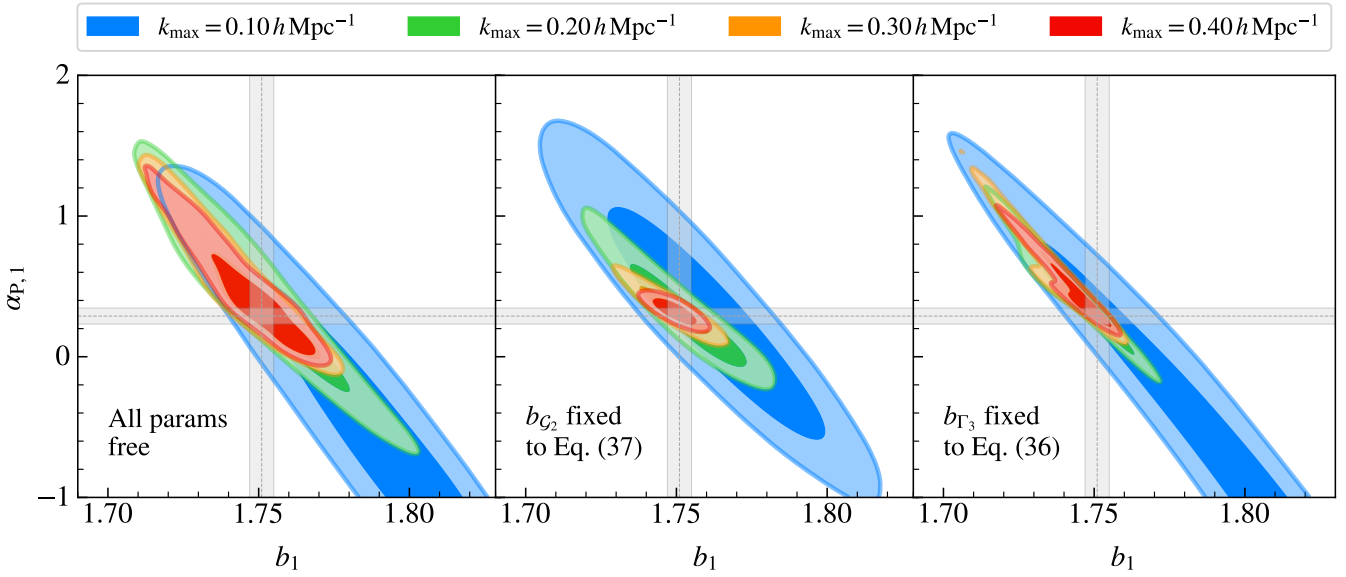 k_max = 0.10 h Mpc⁻¹ k_max = 0.20 h Mpc⁻¹ k_max = 0.30 h Mpc⁻¹ k_max = 0.40 h Mpc⁻¹
2
1
0
−1
α_P,1
All params
free
b_𝒢₂ fixed
to Eq. (37)
b_Γ₃ fixed
to Eq. (36)
1.70 1.75 1.80 1.70 1.75 1.80 1.70 1.75 1.80
b₁ b₁ b₁